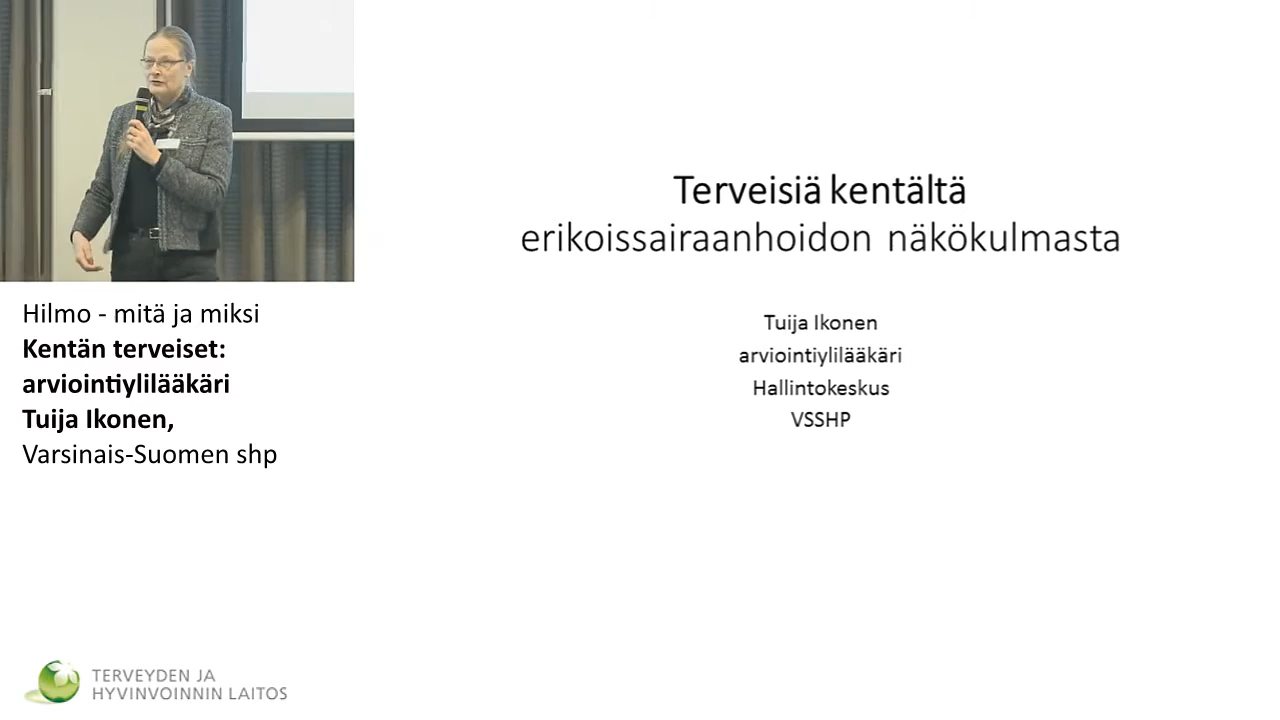 Terveisiä kentältä
erikoissairaanhoidon näkökulmasta
Tuija Ikonen
arviointiylilääkäri
Hallintokeskus
VSSHP
Hilmo - mitä ja miksi
Kentän terveiset:
arviointiylilääkäri
Tuija Ikonen,
Varsinais-Suomen shp
TERVEYDEN JA
HYVINVOINNIN LAITOS